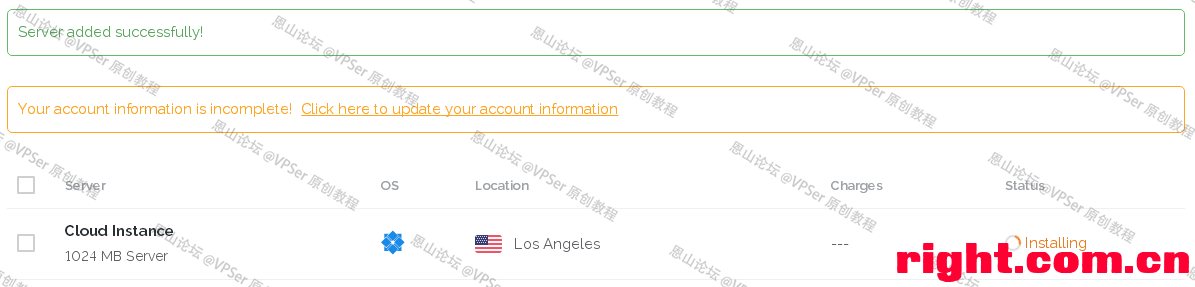 Server added successfully!
Your account information is incomplete! Click here to update your account information
Server OS Location Charges Status
Cloud Instance
1024 MB Server Los Angeles --- Installing
right.com.cn
恩山论坛 @VPSer 原创教程